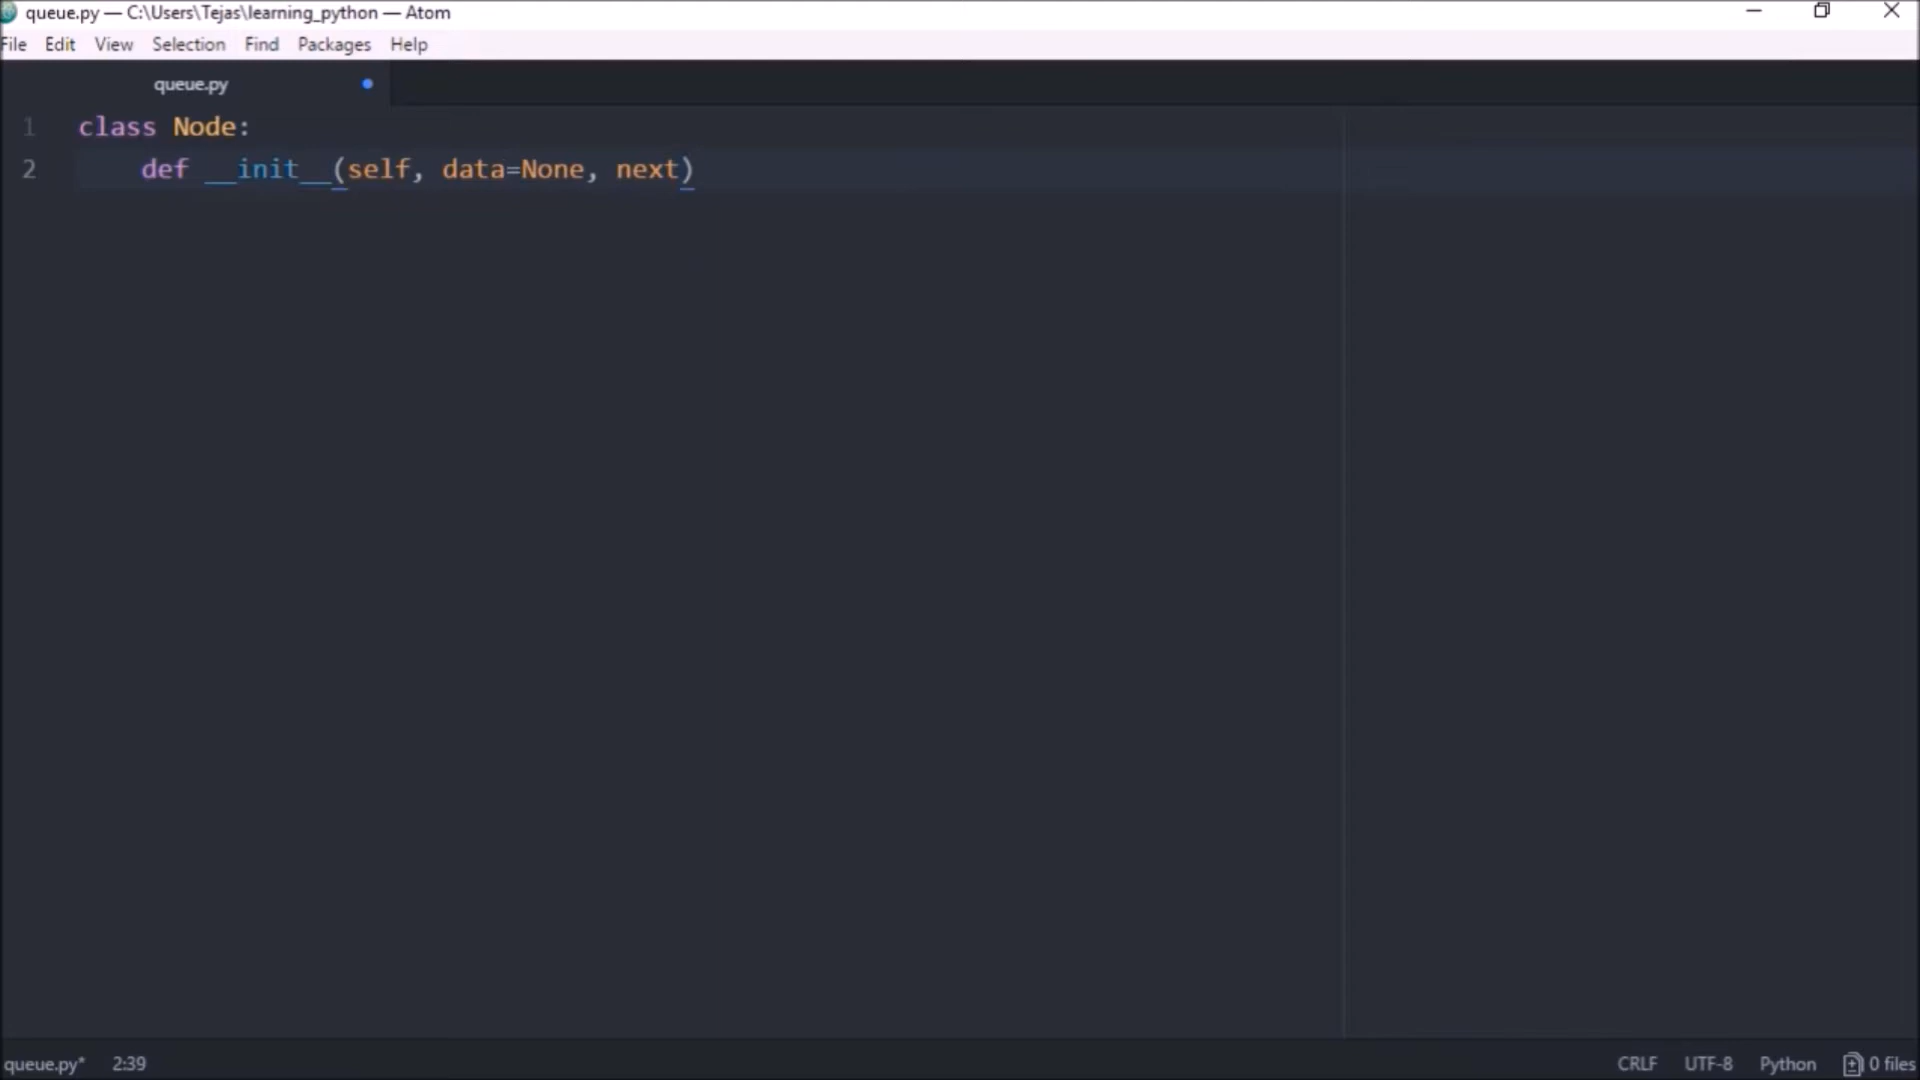 queue.py — C:\Users\Tejas\learning_python — Atom
File Edit View Selection Find Packages Help
queue.py
1 class Node:
2     def __init__(self, data=None, next)
queue.py* 2:39 CRLF UTF-8 Python 0 files